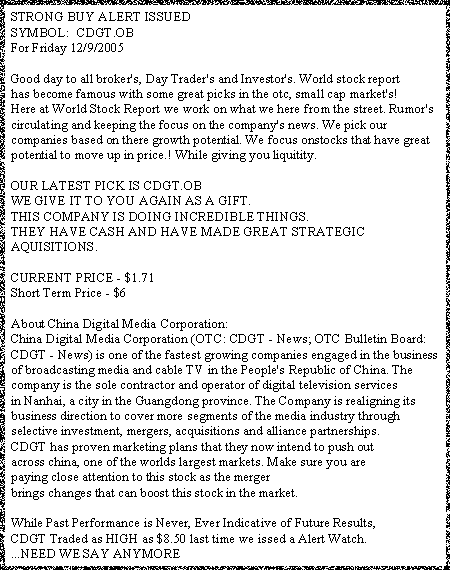 STRONG BUY ALERT ISSUED
SYMBOL:  CDGT.OB
For Friday 12/9/2005
Good day to all broker's, Day Trader's and Investor's. World stock report
has become famous with some great picks in the otc, small cap market's!
Here at World Stock Report we work on what we here from the street. Rumor's
circulating and keeping the focus on the company's news. We pick our
companies based on there growth potential. We focus onstocks that have great
potential to move up in price.! While giving you liquitity.
OUR LATEST PICK IS CDGT.OB
WE GIVE IT TO YOU AGAIN AS A GIFT.
THIS COMPANY IS DOING INCREDIBLE THINGS.
THEY HAVE CASH AND HAVE MADE GREAT STRATEGIC
AQUISITIONS.
CURRENT PRICE - $1.71
Short Term Price - $6
About China Digital Media Corporation:
China Digital Media Corporation (OTC: CDGT - News; OTC Bulletin Board:
CDGT - News) is one of the fastest growing companies engaged in the business
of broadcasting media and cable TV in the People's Republic of China. The
company is the sole contractor and operator of digital television services
in Nanhai, a city in the Guangdong province. The Company is realigning its
business direction to cover more segments of the media industry through
selective investment, mergers, acquisitions and alliance partnerships.
CDGT has proven marketing plans that they now intend to push out
across china, one of the worlds largest markets. Make sure you are
paying close attention to this stock as the merger
brings changes that can boost this stock in the market.
While Past Performance is Never, Ever Indicative of Future Results,
CDGT Traded as HIGH as $8.50 last time we issed a Alert Watch.
...NEED WE SAY ANYMORE